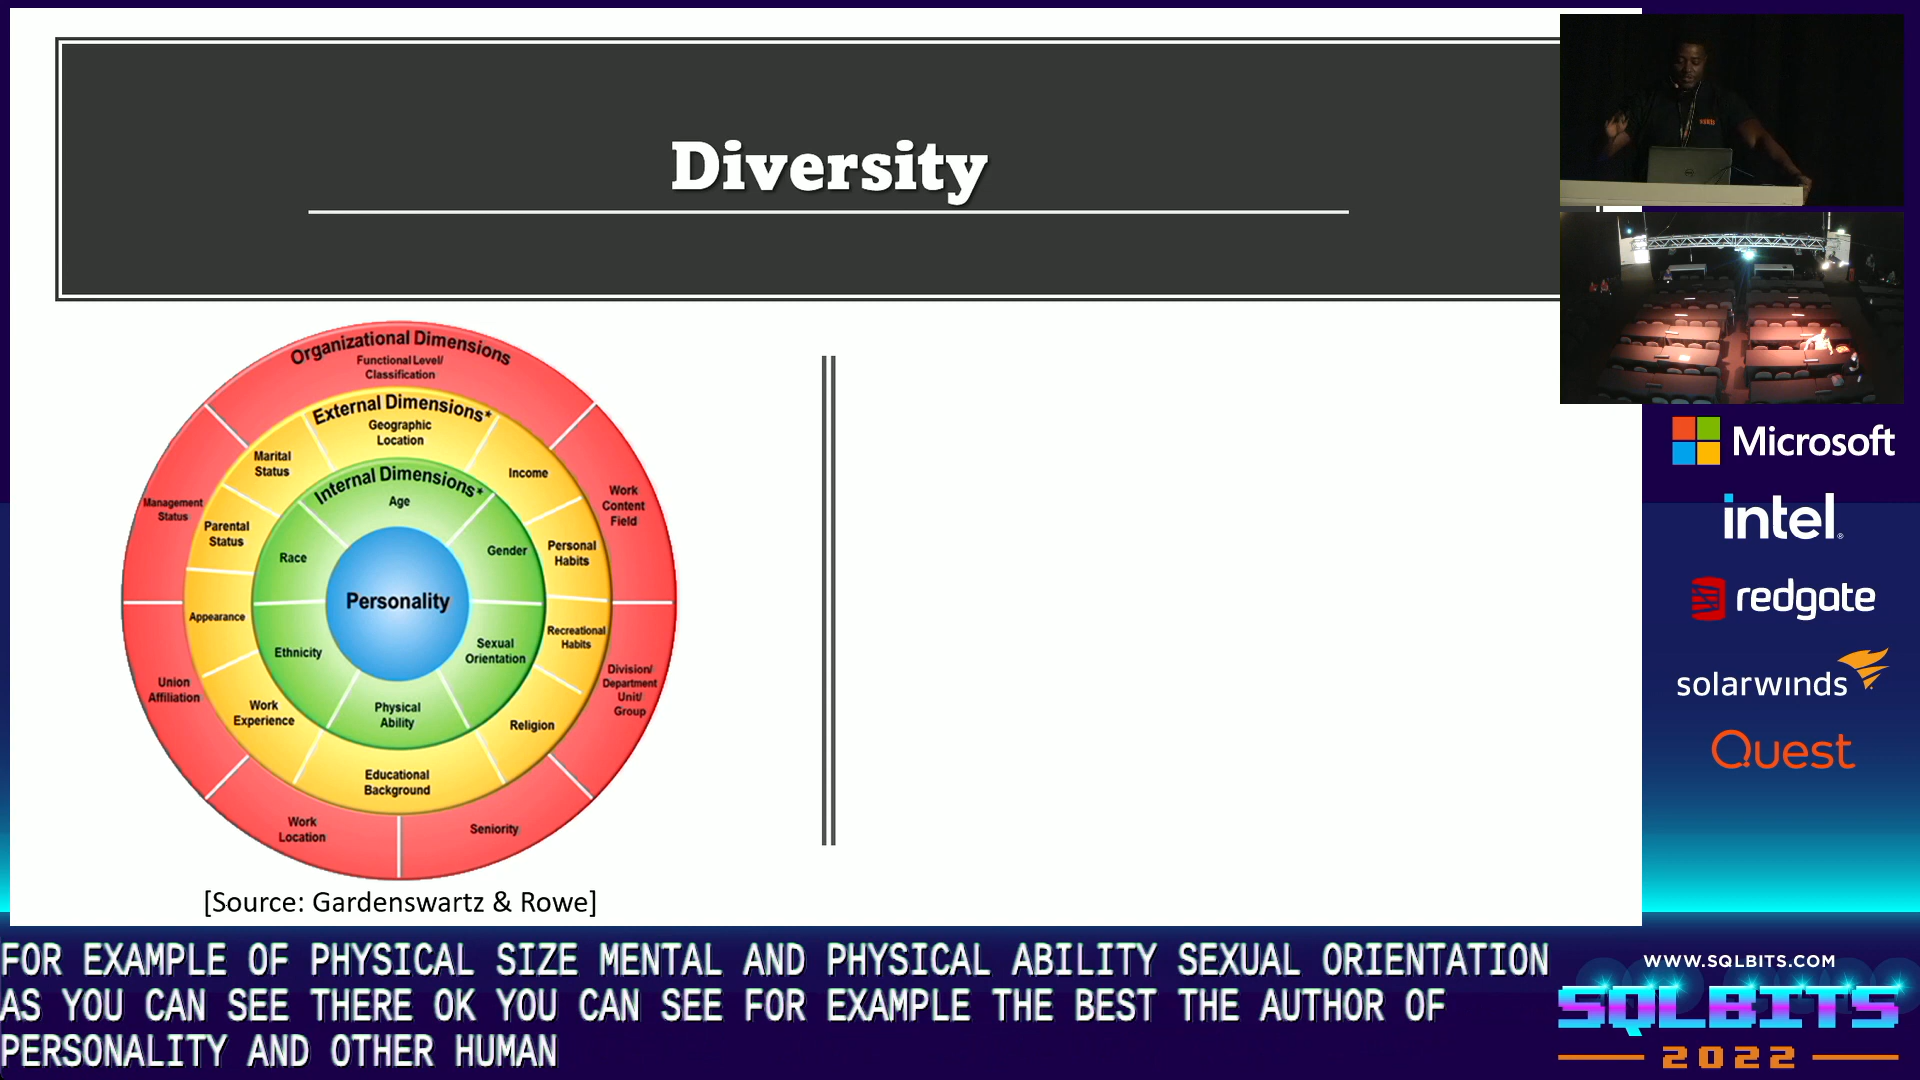 Diversity
Organizational Dimensions
Functional Level/
Classification
External Dimensions*
Geographic
Location
Marital
Status
Income
Internal Dimensions*
Age
Management
Status
Work
Content
Field
Parental
Status
Personal
Habits
Race
Gender
Personality
Appearance
Recreational
Habits
Ethnicity
Sexual
Orientation
Union
Affiliation
Division/
Department
Unit/
Group
Work
Experience
Physical
Ability
Religion
Educational
Background
Work
Location
Seniority
[Source: Gardenswartz & Rowe]
Microsoft
intel
redgate
solarwinds
Quest
FOR EXAMPLE OF PHYSICAL SIZE MENTAL AND PHYSICAL ABILITY SEXUAL ORIENTATION
AS YOU CAN SEE THERE OK YOU CAN SEE FOR EXAMPLE THE BEST THE AUTHOR OF
PERSONALITY AND OTHER HUMAN
WWW.SQLBITS.COM
SQLBITS
2022